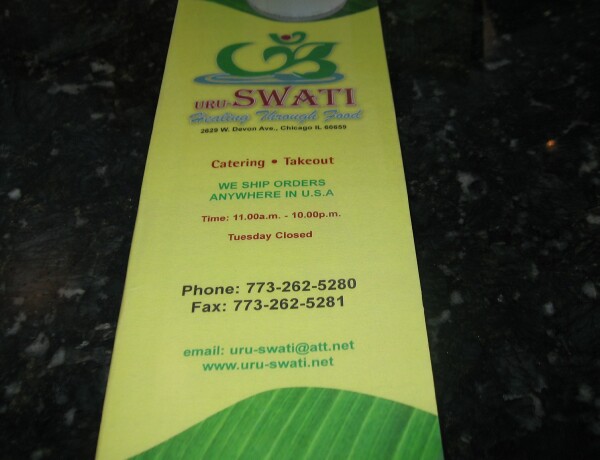 URU-SWATI
Healing Through Food
2629 W. Devon Ave., Chicago IL 60659
Catering • Takeout
WE SHIP ORDERS
ANYWHERE IN U.S.A
Time: 11.00a.m. - 10.00p.m.
Tuesday Closed
Phone: 773-262-5280
Fax: 773-262-5281
email: uru-swati@att.net
www.uru-swati.net